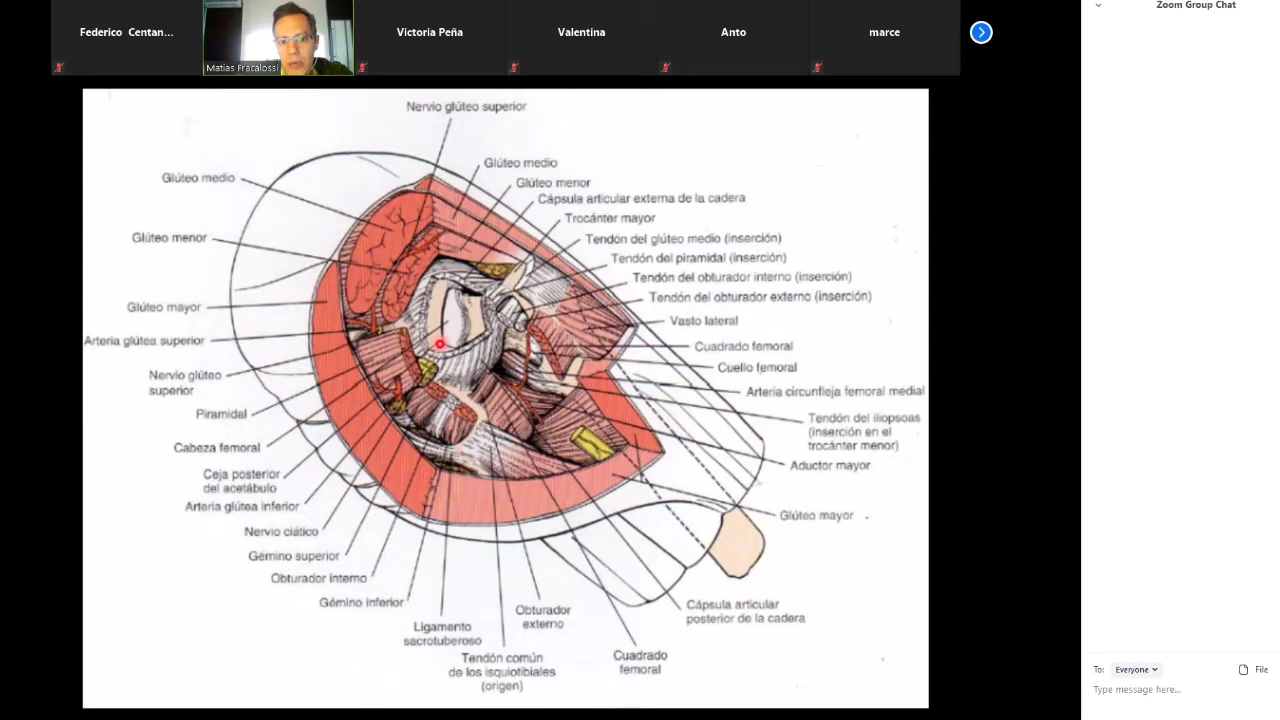 Federico Centan...
Matías Fracalossi
Victoria Peña
Valentina
Anto
marce
Zoom Group Chat
Nervio glúteo superior
Glúteo medio
Glúteo menor
Cápsula articular externa de la cadera
Trocánter mayor
Tendón del glúteo medio (inserción)
Tendón del piramidal (inserción)
Tendón del obturador interno (inserción)
Tendón del obturador externo (inserción)
Vasto lateral
Cuadrado femoral
Cuello femoral
Arteria circunfleja femoral medial
Tendón del iliopsoas
(inserción en el
trocánter menor)
Aductor mayor
Glúteo mayor
Glúteo medio
Glúteo menor
Glúteo mayor
Arteria glútea superior
Nervio glúteo
superior
Piramidal
Cabeza femoral
Ceja posterior
del acetábulo
Arteria glútea inferior
Nervio ciático
Gémino superior
Obturador interno
Gémino inferior
Ligamento
sacrotuberoso
Tendón común
de los isquiotibiales
(origen)
Obturador
externo
Cuadrado
femoral
Cápsula articular
posterior de la cadera
To:
Everyone
File
Type message here...